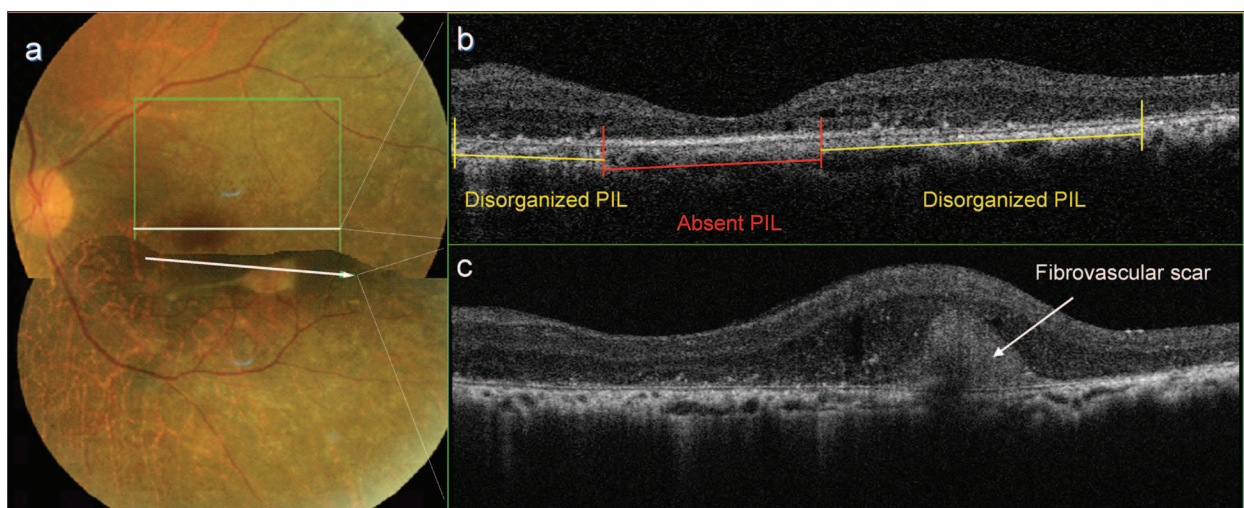 a
b
Disorganized PIL
Absent PIL
Disorganized PIL
c
Fibrovascular scar